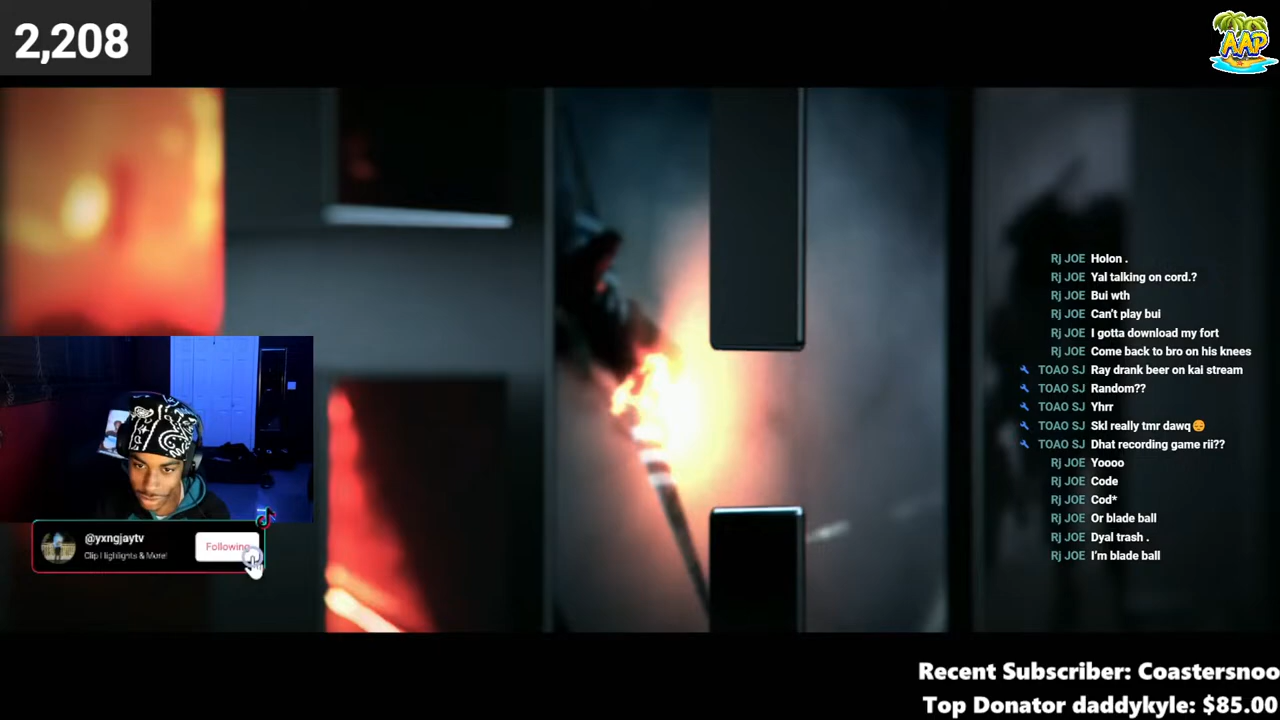 2,208
AAP
Rj JOE Holon .
Rj JOE Yal talking on cord.?
Rj JOE Bui wth
Rj JOE Can't play bui
Rj JOE I gotta download my fort
Rj JOE Come back to bro on his knees
TOAO SJ Ray drank beer on kai stream
TOAO SJ Random??
TOAO SJ Yhrr
TOAO SJ Skl really tmr dawq😔
TOAO SJ Dhat recording game rii??
Rj JOE Yoooo
Rj JOE Code
Rj JOE Cod*
Rj JOE Or blade ball
Rj JOE Dyal trash .
Rj JOE I'm blade ball
@yxngjaytv
Clip Highlights & More!
Following
Recent Subscriber: Coastersnoo
Top Donator daddykyle: $85.00